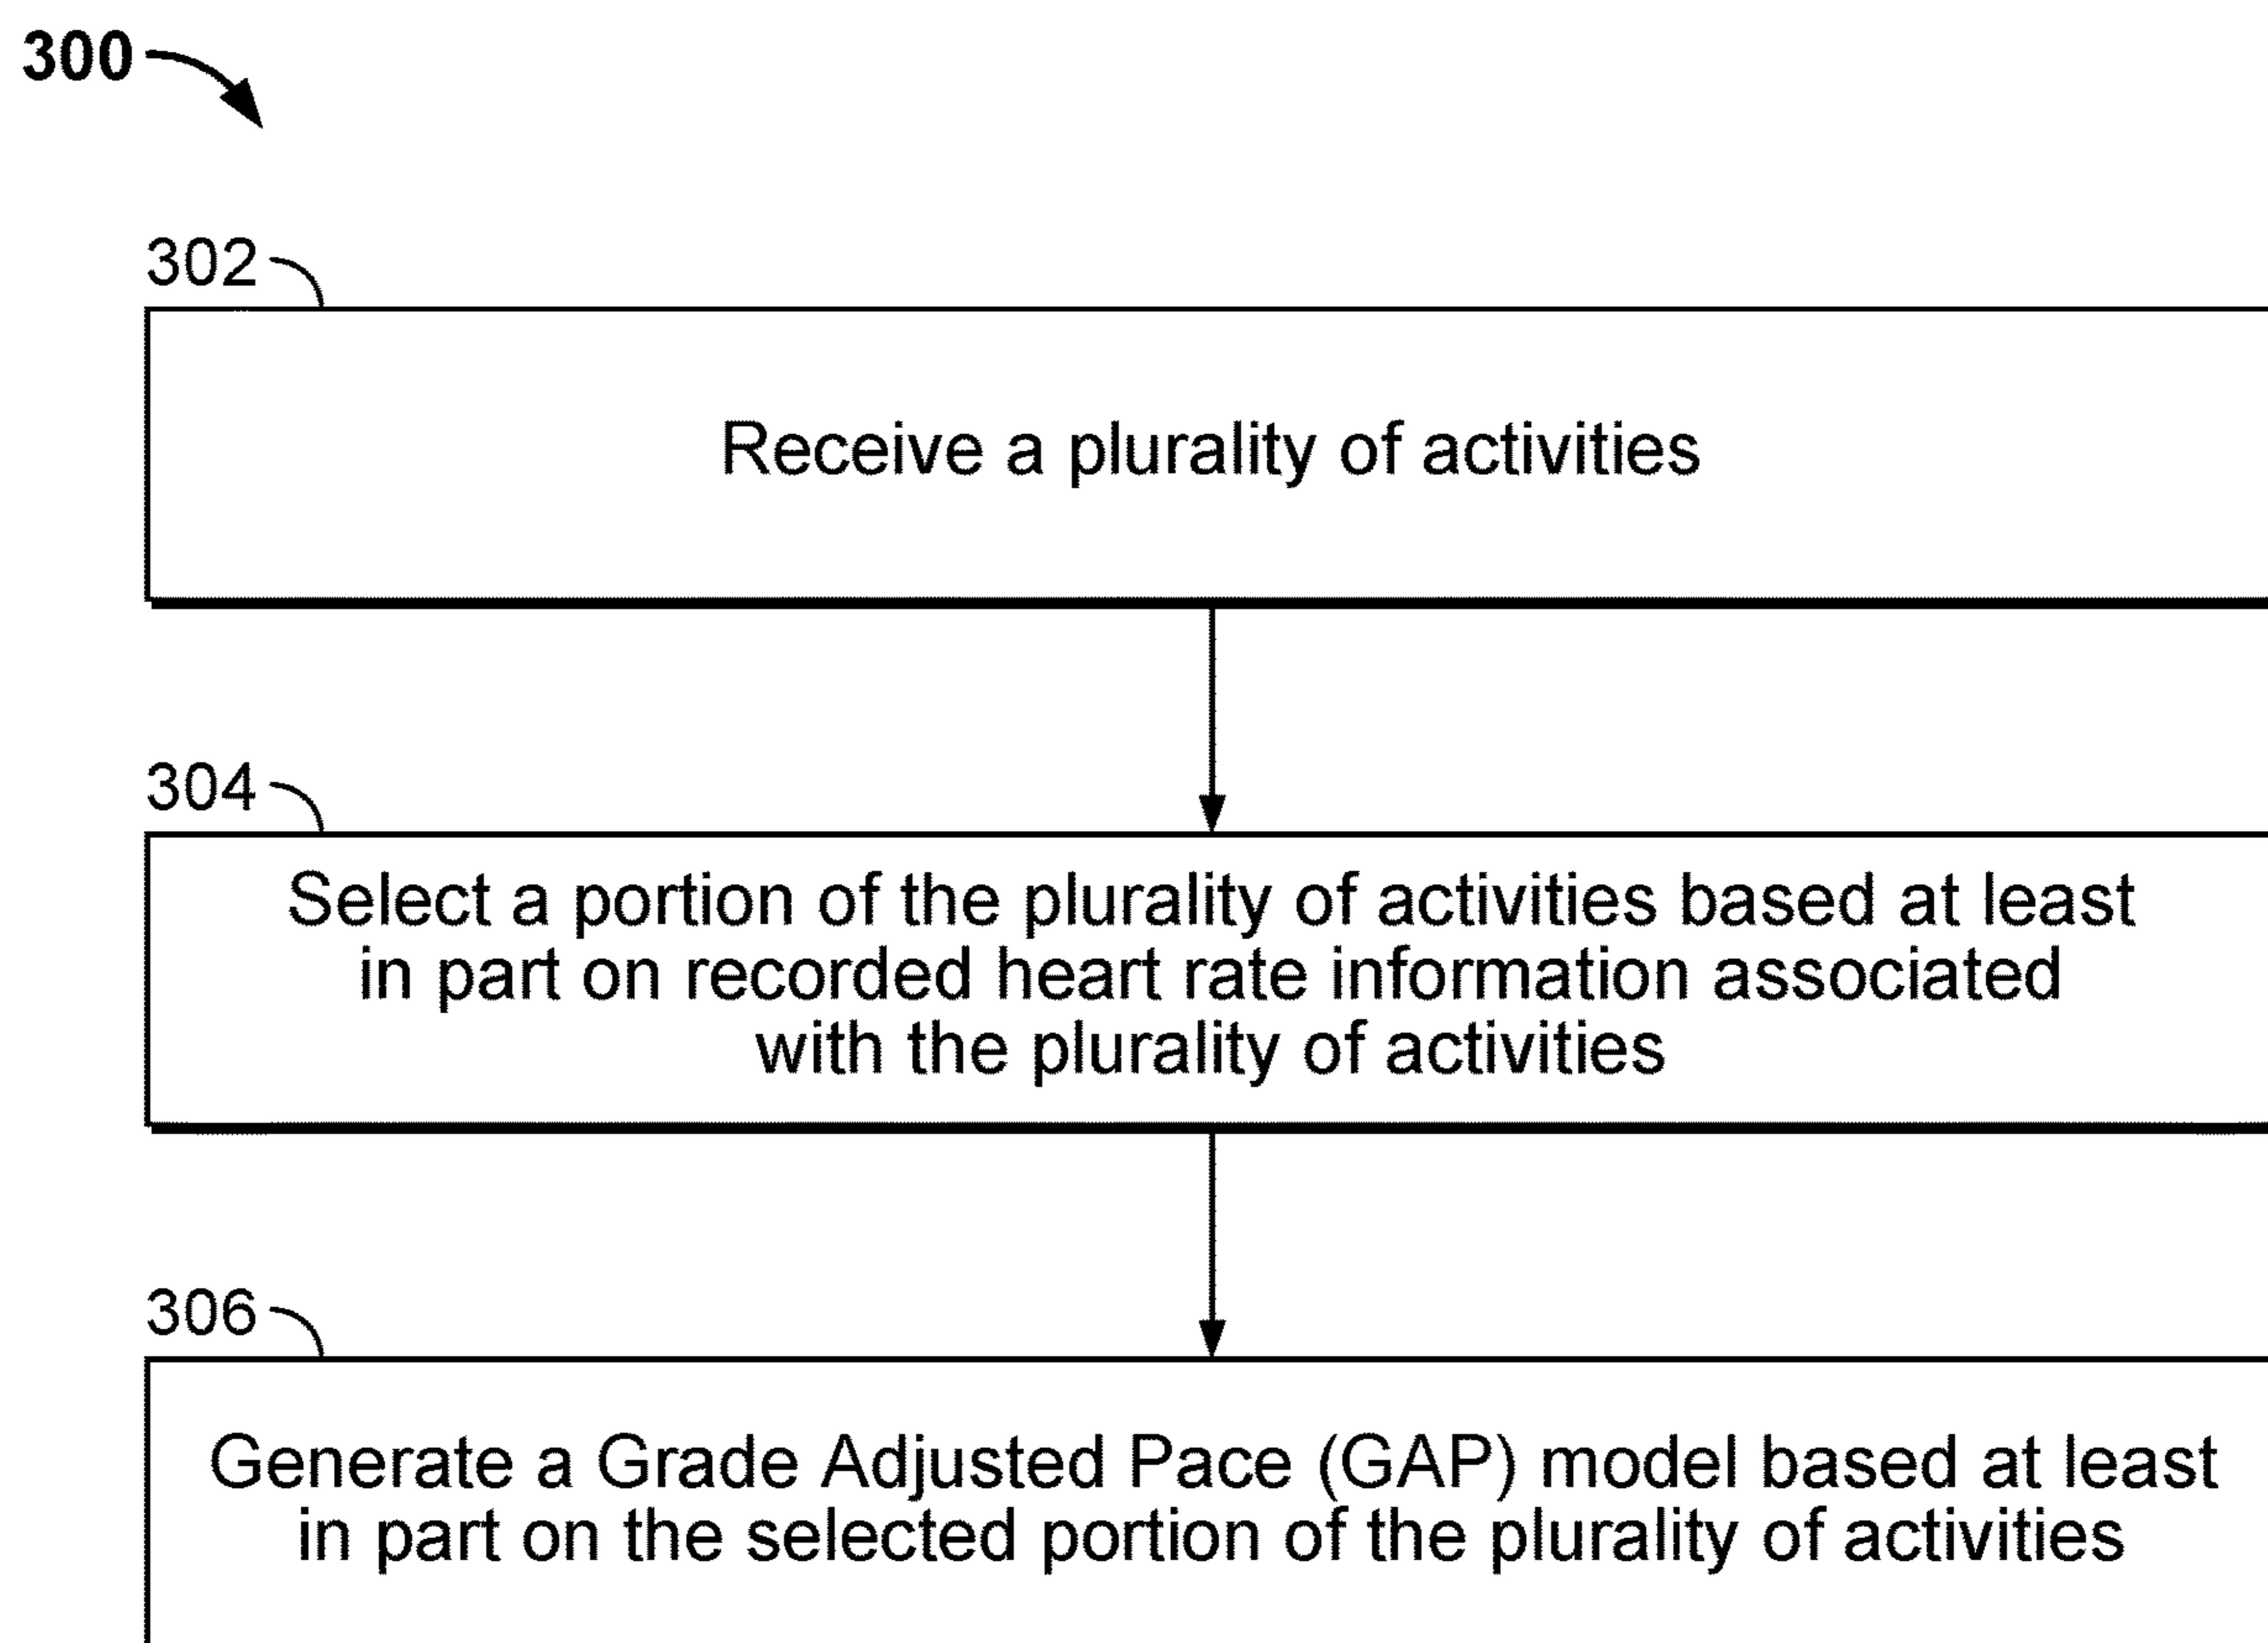 300
302
Receive a plurality of activities
304
Select a portion of the plurality of activities based at least
in part on recorded heart rate information associated
with the plurality of activities
306
Generate a Grade Adjusted Pace (GAP) model based at least
in part on the selected portion of the plurality of activities